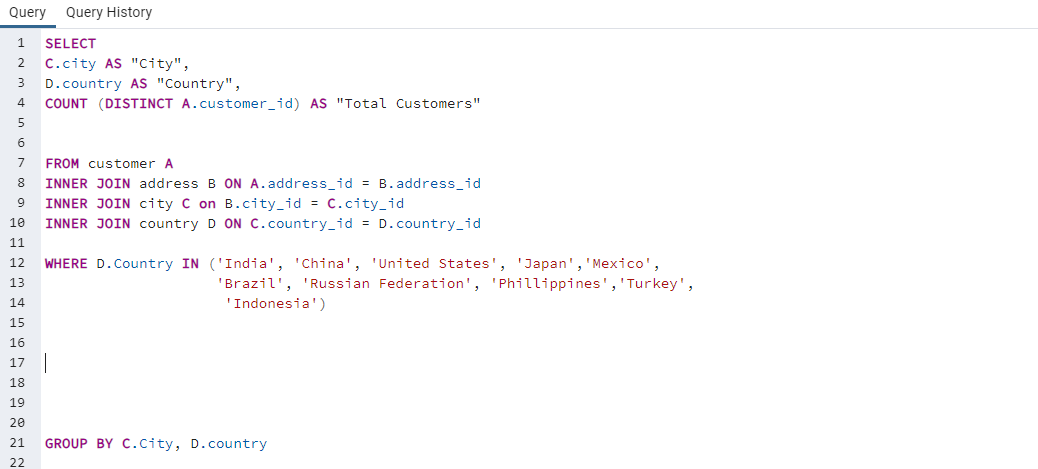 Query Query History
1 SELECT
2 C.city AS "City",
3 D.country AS "Country",
4 COUNT (DISTINCT A.customer_id) AS "Total Customers"
5
6
7 FROM customer A
8 INNER JOIN address B ON A.address_id = B.address_id
9 INNER JOIN city C on B.city_id = C.city_id
10 INNER JOIN country D ON C.country_id = D.country_id
11
12 WHERE D.Country IN ('India', 'China', 'United States', 'Japan','Mexico',
13 'Brazil', 'Russian Federation', 'Phillippines','Turkey',
14 'Indonesia')
15
16
17
18
19
20
21 GROUP BY C.City, D.country
22